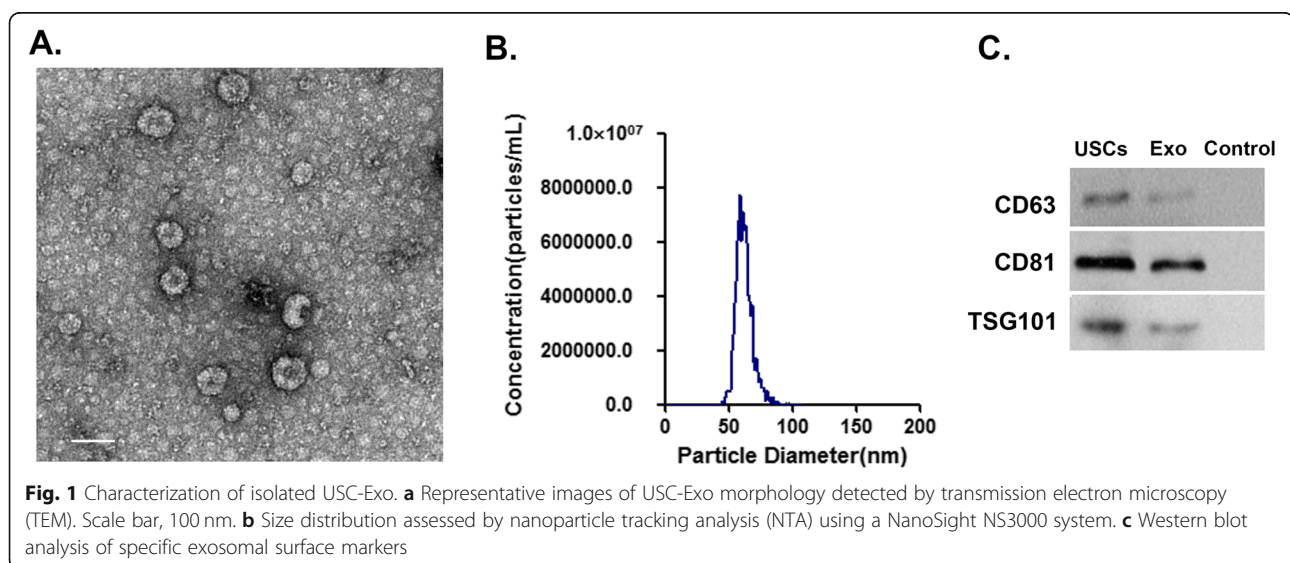 A.
B.
C.
Concentration(particles/mL)
1.0×10⁰⁷
8000000.0
6000000.0
4000000.0
2000000.0
0.0
0 50 100 150 200
Particle Diameter(nm)
USCs Exo Control
CD63
CD81
TSG101
Fig. 1 Characterization of isolated USC-Exo. a Representative images of USC-Exo morphology detected by transmission electron microscopy
(TEM). Scale bar, 100 nm. b Size distribution assessed by nanoparticle tracking analysis (NTA) using a NanoSight NS3000 system. c Western blot
analysis of specific exosomal surface markers